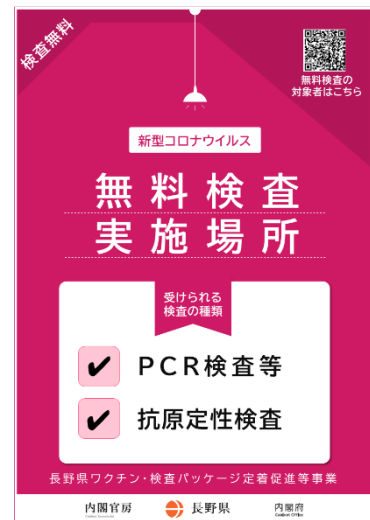 検査無料
無料検査の
対象者はこちら
新型コロナウイルス
無料検査
実施場所
受けられる
検査の種類
PCR検査等
抗原定性検査
長野県ワクチン・検査パッケージ定着促進等事業
内閣官房
Cabinet Secretariat
長野県
内閣府
Cabinet Office